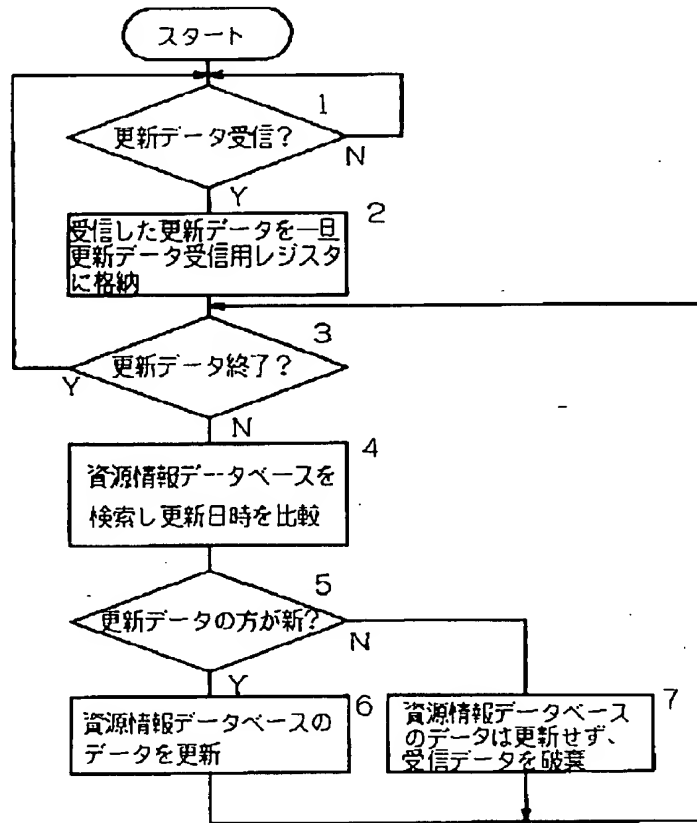 スタート
1
更新データ受信?
N
Y
2
受信した更新データを一旦
更新データ受信用レジスタ
に格納
3
更新データ終了?
Y
N
4
資源情報データベースを
検索し更新日時を比較
5
更新データの方が新?
N
Y
6
資源情報データベースの
データを更新
7
資源情報データベース
のデータは更新せず、
受信データを破棄